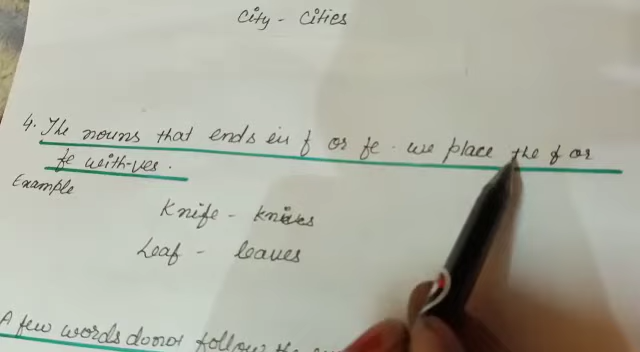 City - Cities
4. The nouns that ends in f or fe. we place the f or
fe with-ves.
Example
Knife - knives
Leaf - leaves
A few words donot follow the